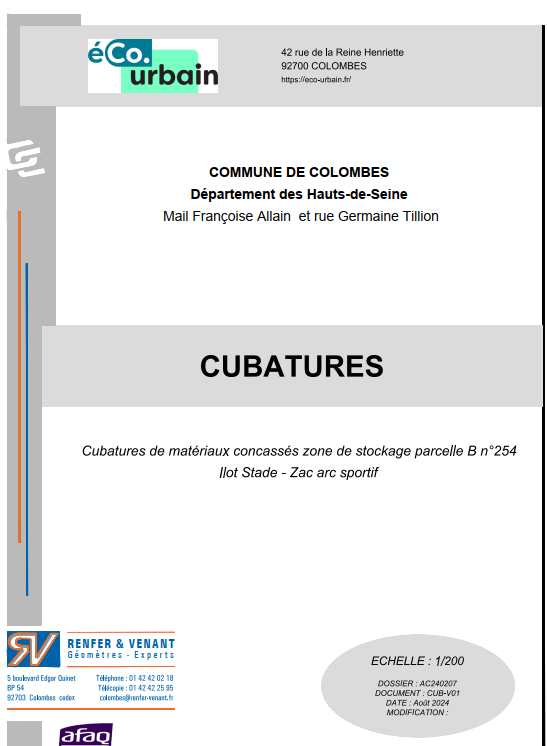 éCo.
urbain
42 rue de la Reine Henriette
92700 COLOMBES
https://eco-urbain.fr/
COMMUNE DE COLOMBES
Département des Hauts-de-Seine
Mail Françoise Allain et rue Germaine Tillion
CUBATURES
Cubatures de matériaux concassés zone de stockage parcelle B n°254
Ilot Stade - Zac arc sportif
RV
RENFER & VENANT
Géomètres - Experts
5 boulevard Edgar Quinet
BP 54
92703 Colombes cedex
Téléphone : 01 42 42 02 18
Télécopie : 01 42 42 25 95
colombes@renfer-venant.fr
ECHELLE : 1/200
DOSSIER : AC240207
DOCUMENT : CUB-V01
DATE : Août 2024
MODIFICATION :
afaq